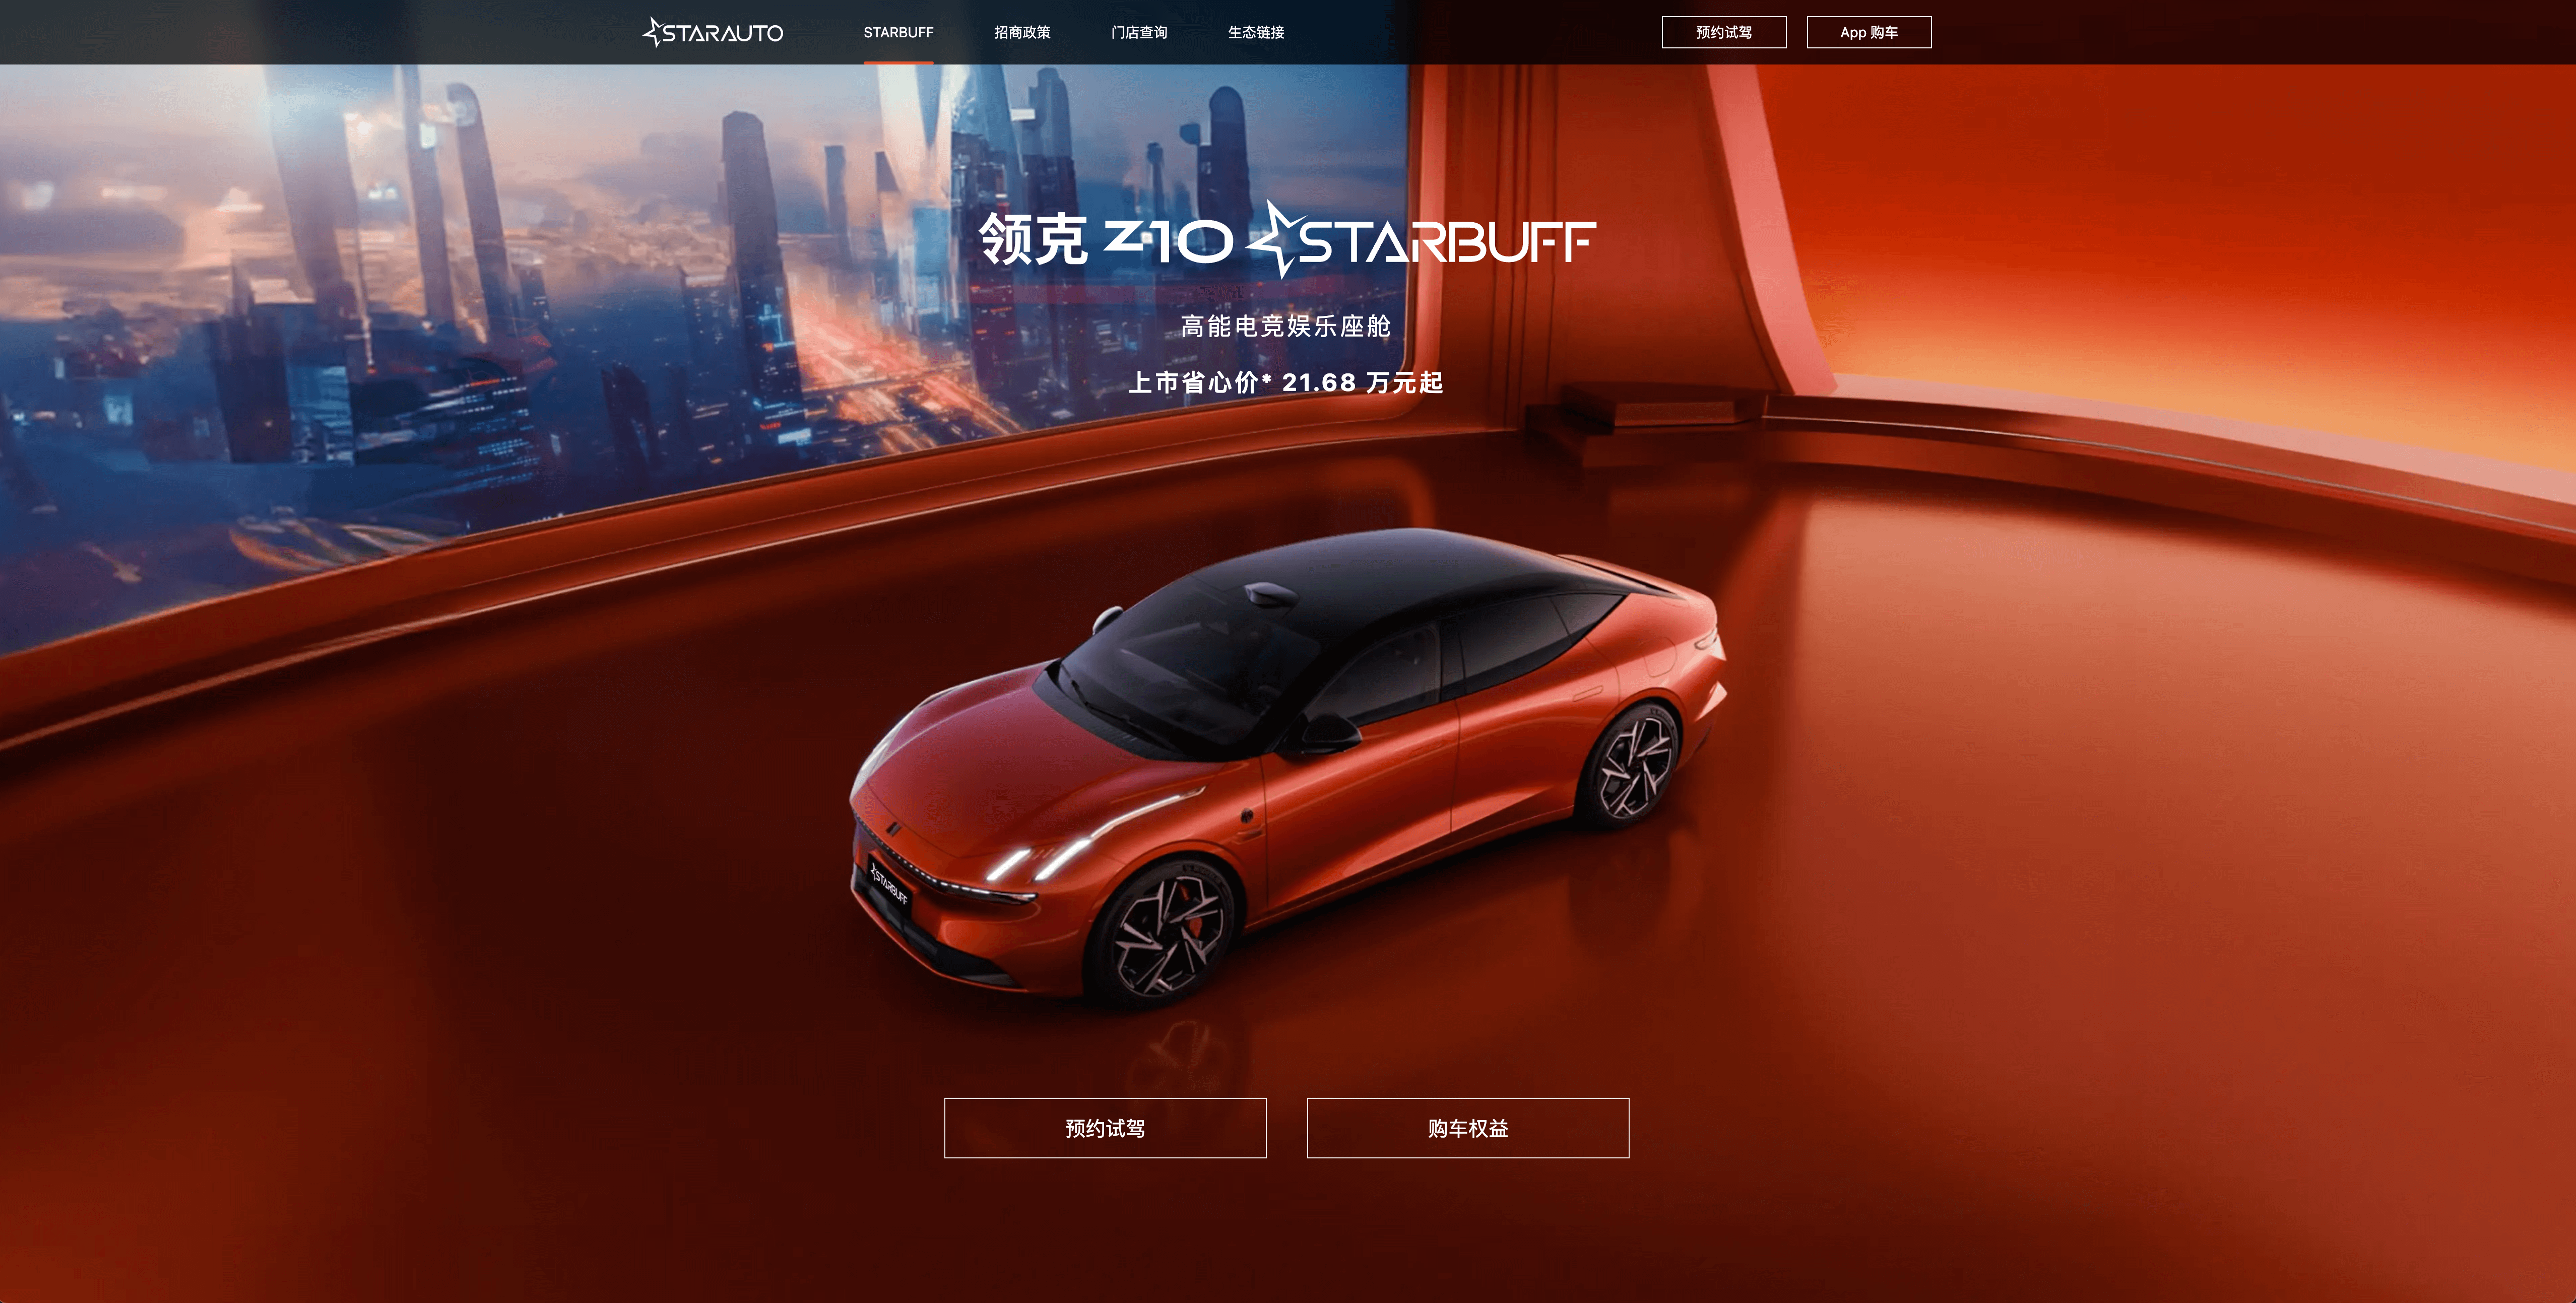 STARAUTO
STARBUFF
招商政策
门店查询
生态链接
预约试驾
App 购车
领克 Z10 STARBUFF
高能电竞娱乐座舱
上市省心价* 21.68 万元起
STARBUFF
预约试驾
购车权益